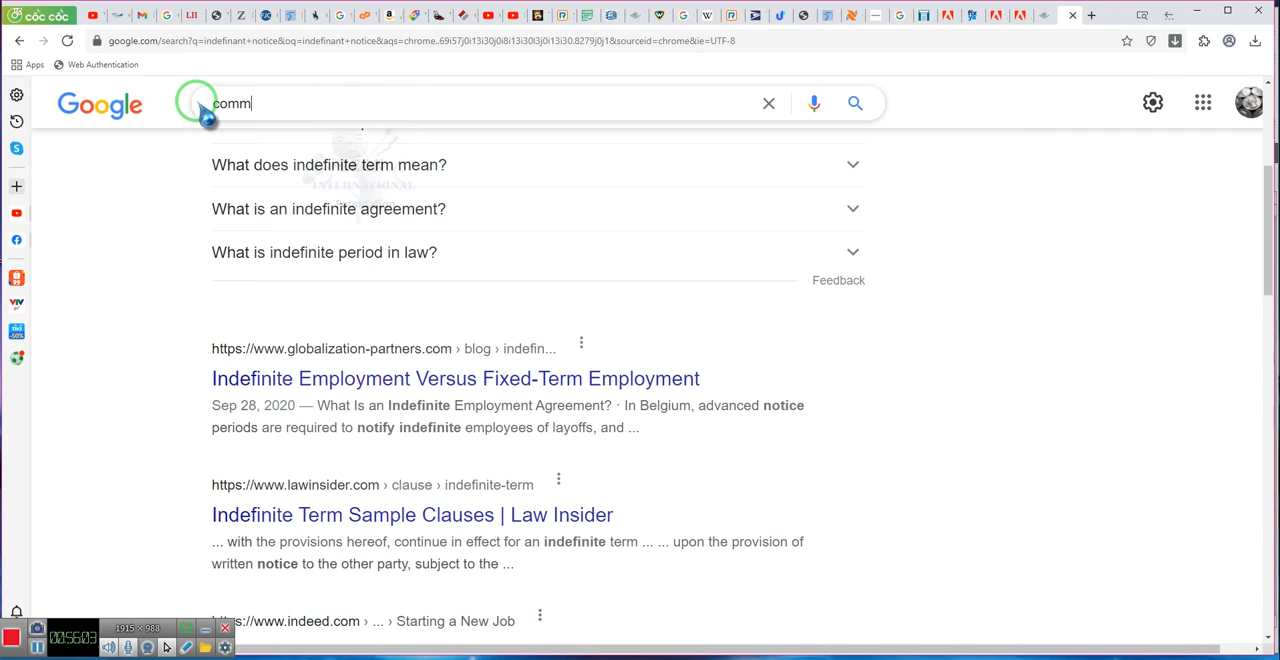 cốc cốc
google.com/search?q=indefinant+notice&oq=indefinant+notice&aqs=chrome..69i57j0i13i30j0i8i13i30l3j0i13i30.8279j0j1&sourceid=chrome&ie=UTF-8
Apps Web Authentication
Google
comm
What does indefinite term mean?
INTERNATIONAL
What is an indefinite agreement?
What is indefinite period in law?
Feedback
https://www.globalization-partners.com › blog › indefin...
Indefinite Employment Versus Fixed-Term Employment
Sep 28, 2020 — What Is an Indefinite Employment Agreement? · In Belgium, advanced notice
periods are required to notify indefinite employees of layoffs, and ...
https://www.lawinsider.com › clause › indefinite-term
Indefinite Term Sample Clauses | Law Insider
... with the provisions hereof, continue in effect for an indefinite term ... ... upon the provision of
written notice to the other party, subject to the ...
www.indeed.com › ... › Starting a New Job
1915 × 988
00:56:03